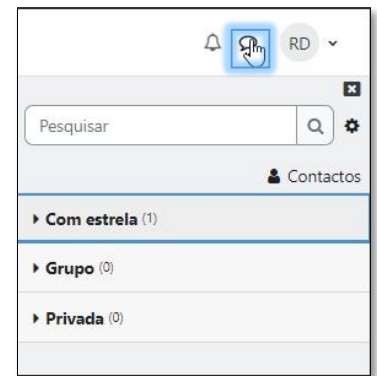 RD
Pesquisar
Contactos
Com estrela (1)
Grupo (0)
Privada (0)